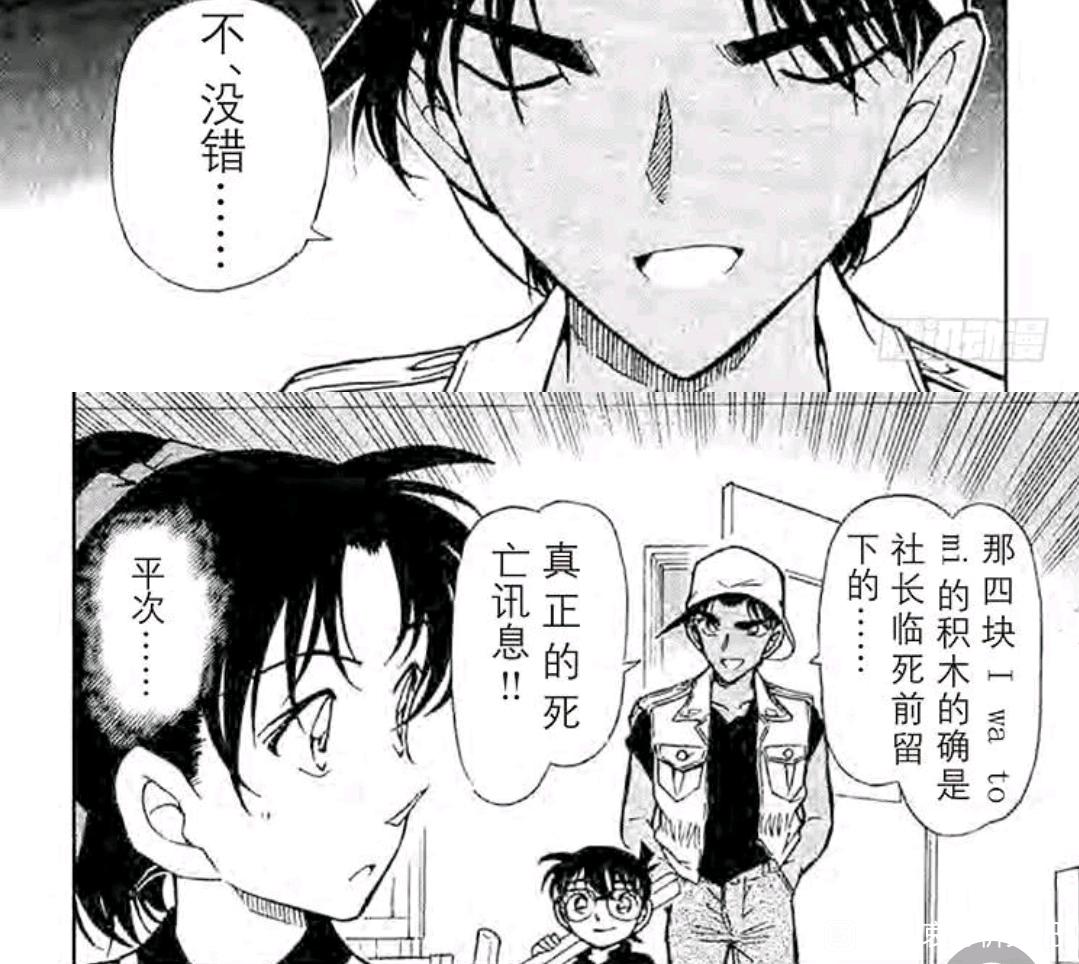 不、没
错……
那四块 I wa to
mi 的积木的确是
社长临死前留
下的……
真正的死
亡讯息!!
平次……